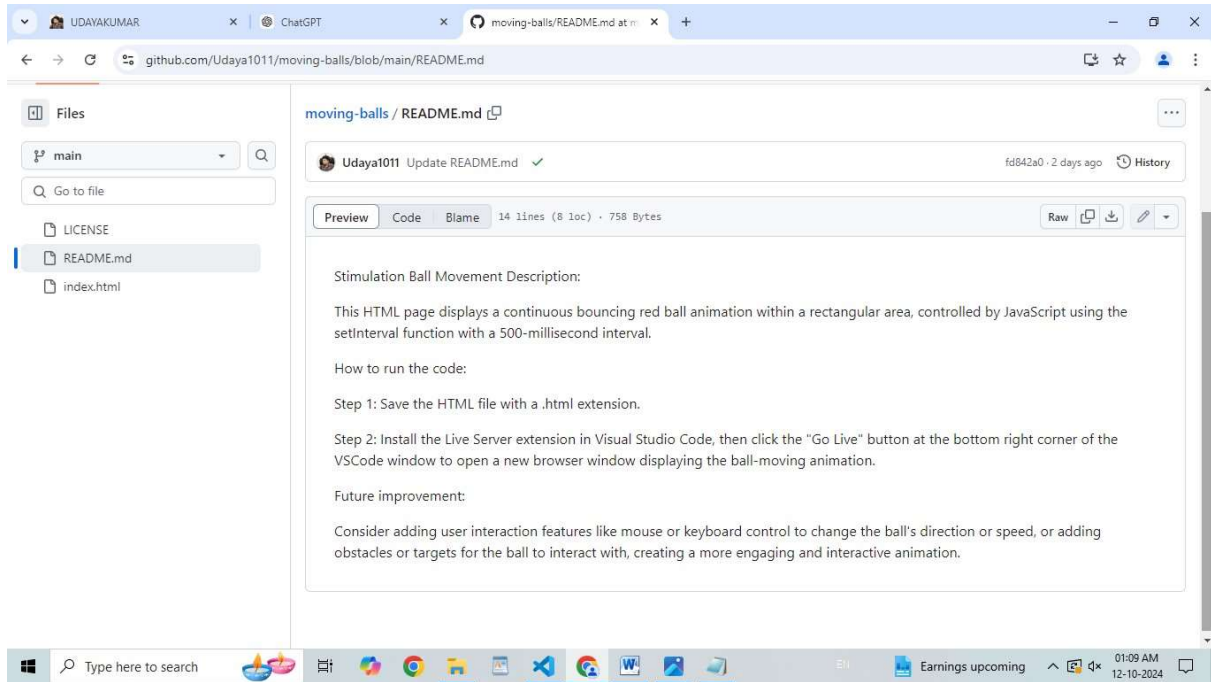 UDAYAKUMAR
ChatGPT
moving-balls/README.md at m
github.com/Udaya1011/moving-balls/blob/main/README.md
Files
moving-balls / README.md
main
Udaya1011 Update README.md
fd842a0 · 2 days ago
History
Go to file
Preview
Code
Blame
14 lines (8 loc) · 758 Bytes
Raw
LICENSE
README.md
index.html
Stimulation Ball Movement Description:
This HTML page displays a continuous bouncing red ball animation within a rectangular area, controlled by JavaScript using the
setInterval function with a 500-millisecond interval.
How to run the code:
Step 1: Save the HTML file with a .html extension.
Step 2: Install the Live Server extension in Visual Studio Code, then click the "Go Live" button at the bottom right corner of the
VSCode window to open a new browser window displaying the ball-moving animation.
Future improvement:
Consider adding user interaction features like mouse or keyboard control to change the ball's direction or speed, or adding
obstacles or targets for the ball to interact with, creating a more engaging and interactive animation.
Type here to search
EN
Earnings upcoming
01:09 AM
12-10-2024